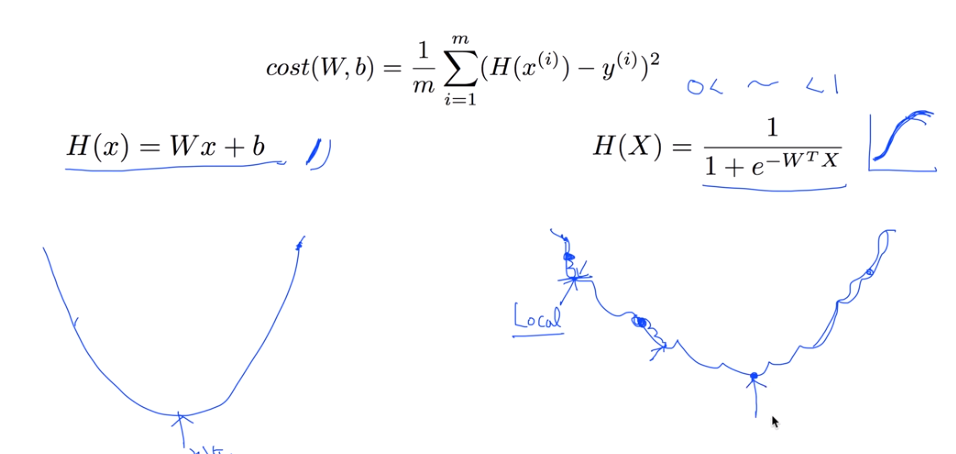 cost(W, b) = \frac{1}{m} \sum_{i=1}^{m} (H(x^{(i)}) - y^{(i)})^2
0< ~ <1
H(x) = Wx + b
H(X) = \frac{1}{1 + e^{-W^T X}}
Local